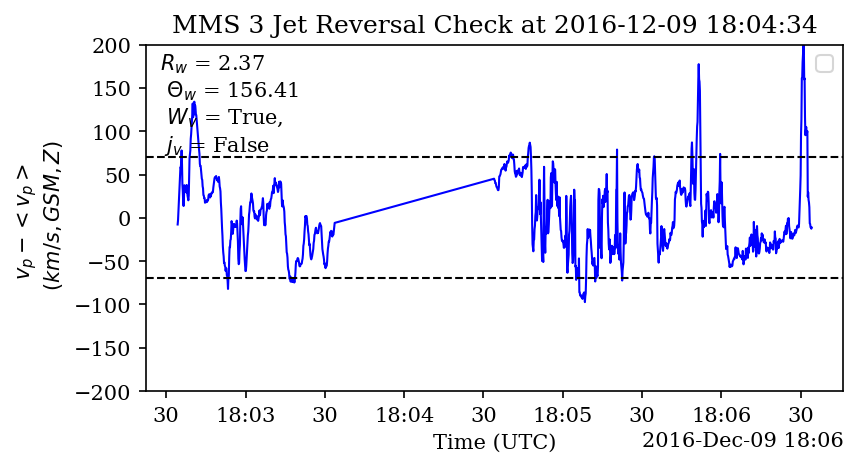 MMS 3 Jet Reversal Check at 2016-12-09 18:04:34
R_w = 2.37
Θ_w = 156.41
W_v = True,
j_v = False
v_p − < v_p >
(km/s, GSM, Z)
200
150
100
50
0
−50
−100
−150
−200
30 18:03 30 18:04 30 18:05 30 18:06 30
Time (UTC)
2016-Dec-09 18:06